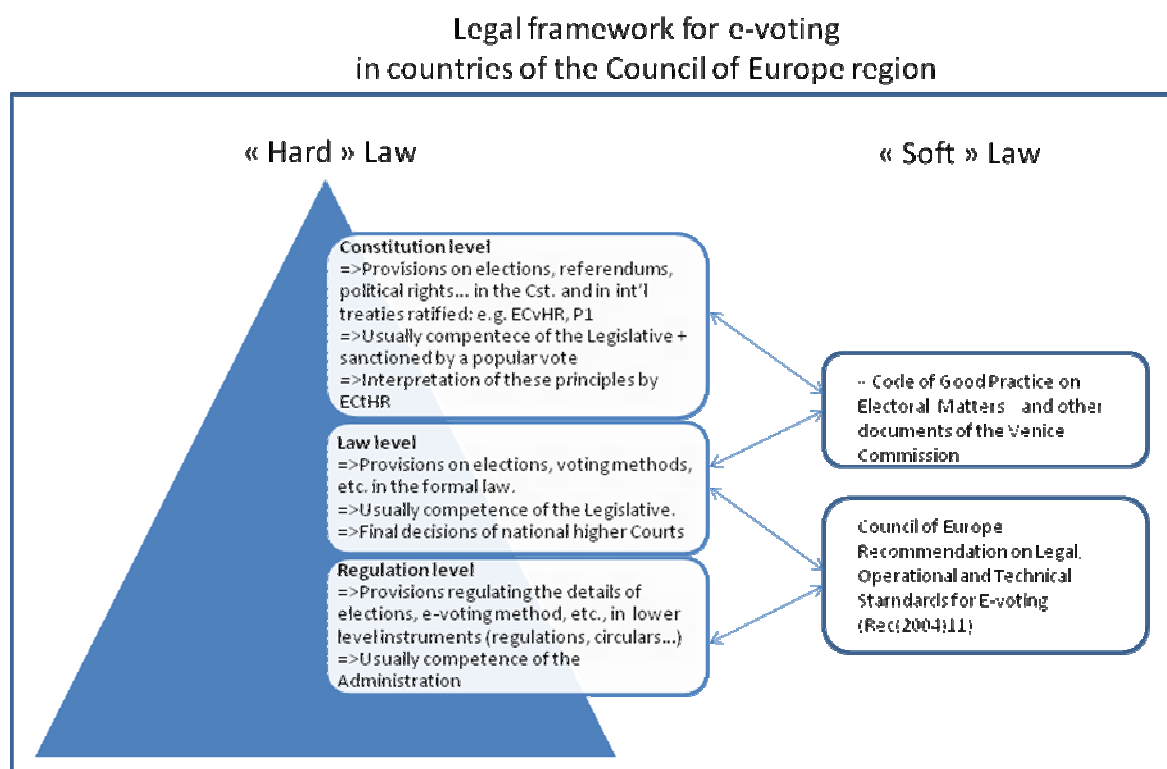 Legal framework for e-voting
in countries of the Council of Europe region
« Hard » Law
« Soft » Law
Constitution level
=>Provisions on elections, referendums,
political rights... in the Cst. and in int'l
treaties ratified: e.g. ECvHR, P1
=>Usually compentece of the Legislative +
sanctioned by a popular vote
=>Interpretation of these principles by
ECtHR
Law level
=>Provisions on elections, voting methods,
etc. in the formal law.
=>Usually competence of the Legislative.
=>Final decisions of national higher Courts
Regulation level
=>Provisions regulating the details of
elections, e-voting method, etc., in lower
level instruments (regulations, circulars...)
=>Usually competence of the
Administration
-- Code of Good Practice on
Electoral Matters and other
documents of the Venice
Commission
Council of Europe
Recommendation on Legal,
Operational and Technical
Starndards for E-voting
(Rec(2004)11)